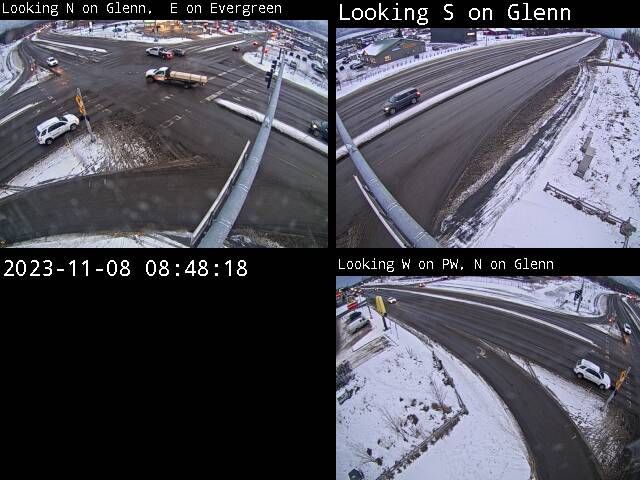 Looking N on Glenn,  E on Evergreen
Looking S on Glenn
2023-11-08 08:48:18
Looking W on PW, N on Glenn